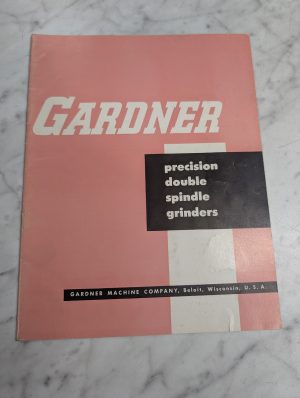 GARDNER
precision
double
spindle
grinders
GARDNER MACHINE COMPANY, Beloit, Wisconsin, U. S. A.